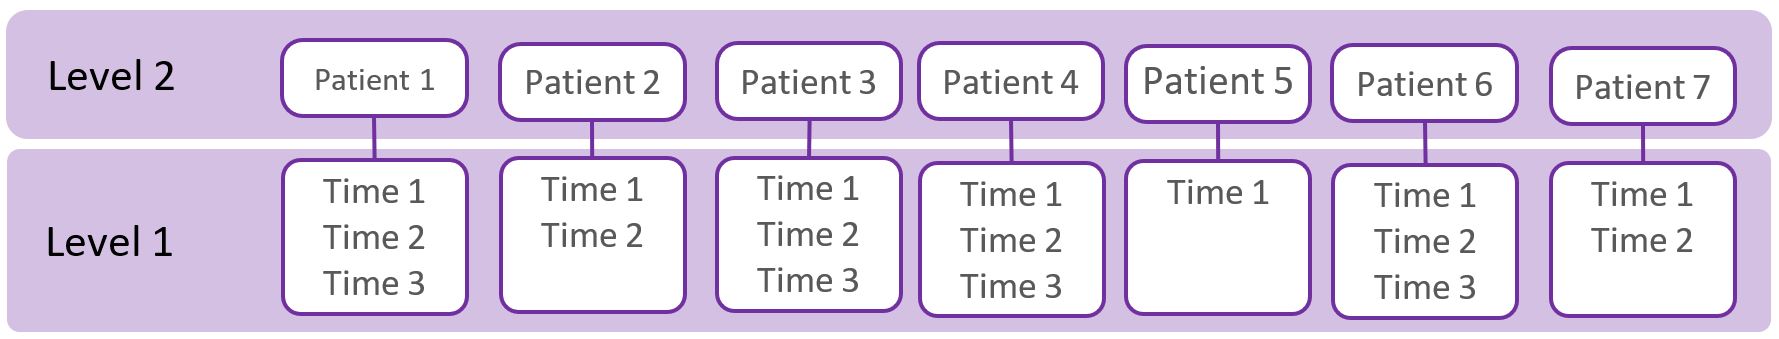 Level 2
Patient 1
Patient 2
Patient 3
Patient 4
Patient 5
Patient 6
Patient 7
Level 1
Time 1
Time 2
Time 3
Time 1
Time 2
Time 1
Time 2
Time 3
Time 1
Time 2
Time 3
Time 1
Time 1
Time 2
Time 3
Time 1
Time 2